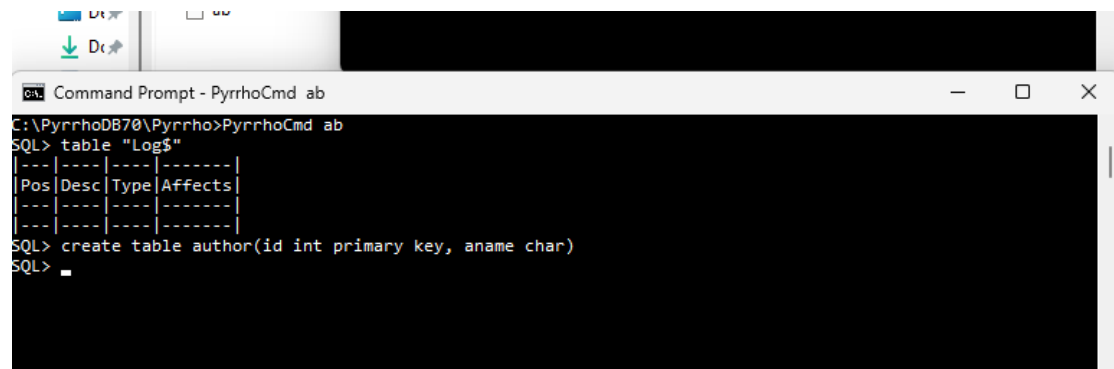 ab
Command Prompt - PyrrhoCmd ab
C:\PyrrhoDB70\Pyrrho>PyrrhoCmd ab
SQL> table "Log$"
|---|----|----|-------|
|Pos|Desc|Type|Affects|
|---|----|----|-------|
|---|----|----|-------|
SQL> create table author(id int primary key, aname char)
SQL>